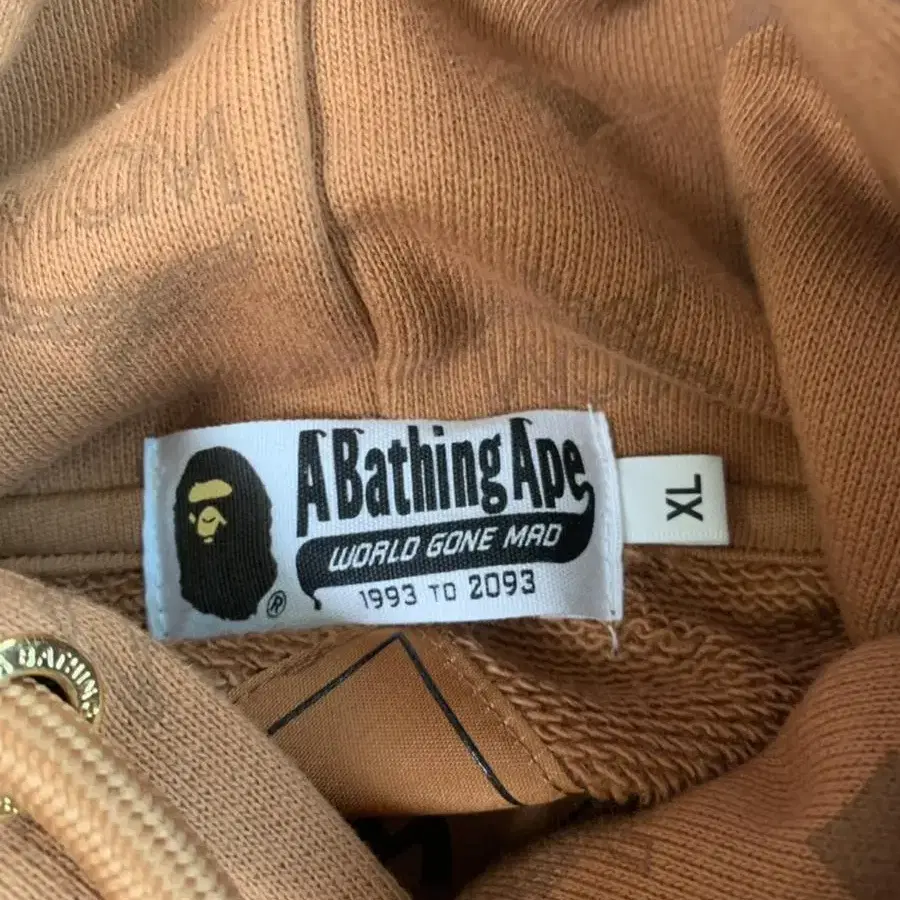 A Bathing Ape
®
WORLD GONE MAD
1993 TO 2093
XL